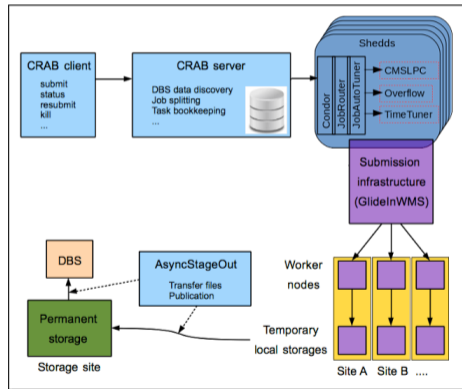 CRAB client
submit
status
resubmit
kill
...
CRAB server
DBS data discovery
Job splitting
Task bookkeeping
...
Shedds
Condor
JobRouter
JobAutoTuner
CMSLPC
Overflow
TimeTuner
Submission
infrastructure
(GlideInWMS)
DBS
AsyncStageOut
Transfer files
Publication
Worker
nodes
Permanent
storage
Storage site
Temporary
local storages
Site A Site B ....